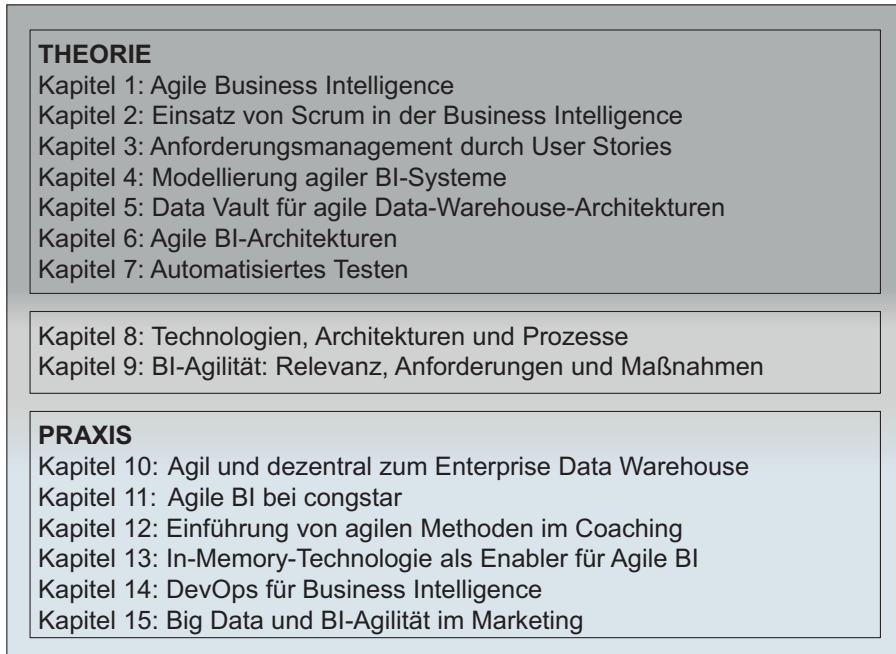 THEORIE
Kapitel 1: Agile Business Intelligence
Kapitel 2: Einsatz von Scrum in der Business Intelligence
Kapitel 3: Anforderungsmanagement durch User Stories
Kapitel 4: Modellierung agiler BI-Systeme
Kapitel 5: Data Vault für agile Data-Warehouse-Architekturen
Kapitel 6: Agile BI-Architekturen
Kapitel 7: Automatisiertes Testen
Kapitel 8: Technologien, Architekturen und Prozesse
Kapitel 9: BI-Agilität: Relevanz, Anforderungen und Maßnahmen
PRAXIS
Kapitel 10: Agil und dezentral zum Enterprise Data Warehouse
Kapitel 11: Agile BI bei congstar
Kapitel 12: Einführung von agilen Methoden im Coaching
Kapitel 13: In-Memory-Technologie als Enabler für Agile BI
Kapitel 14: DevOps für Business Intelligence
Kapitel 15: Big Data und BI-Agilität im Marketing